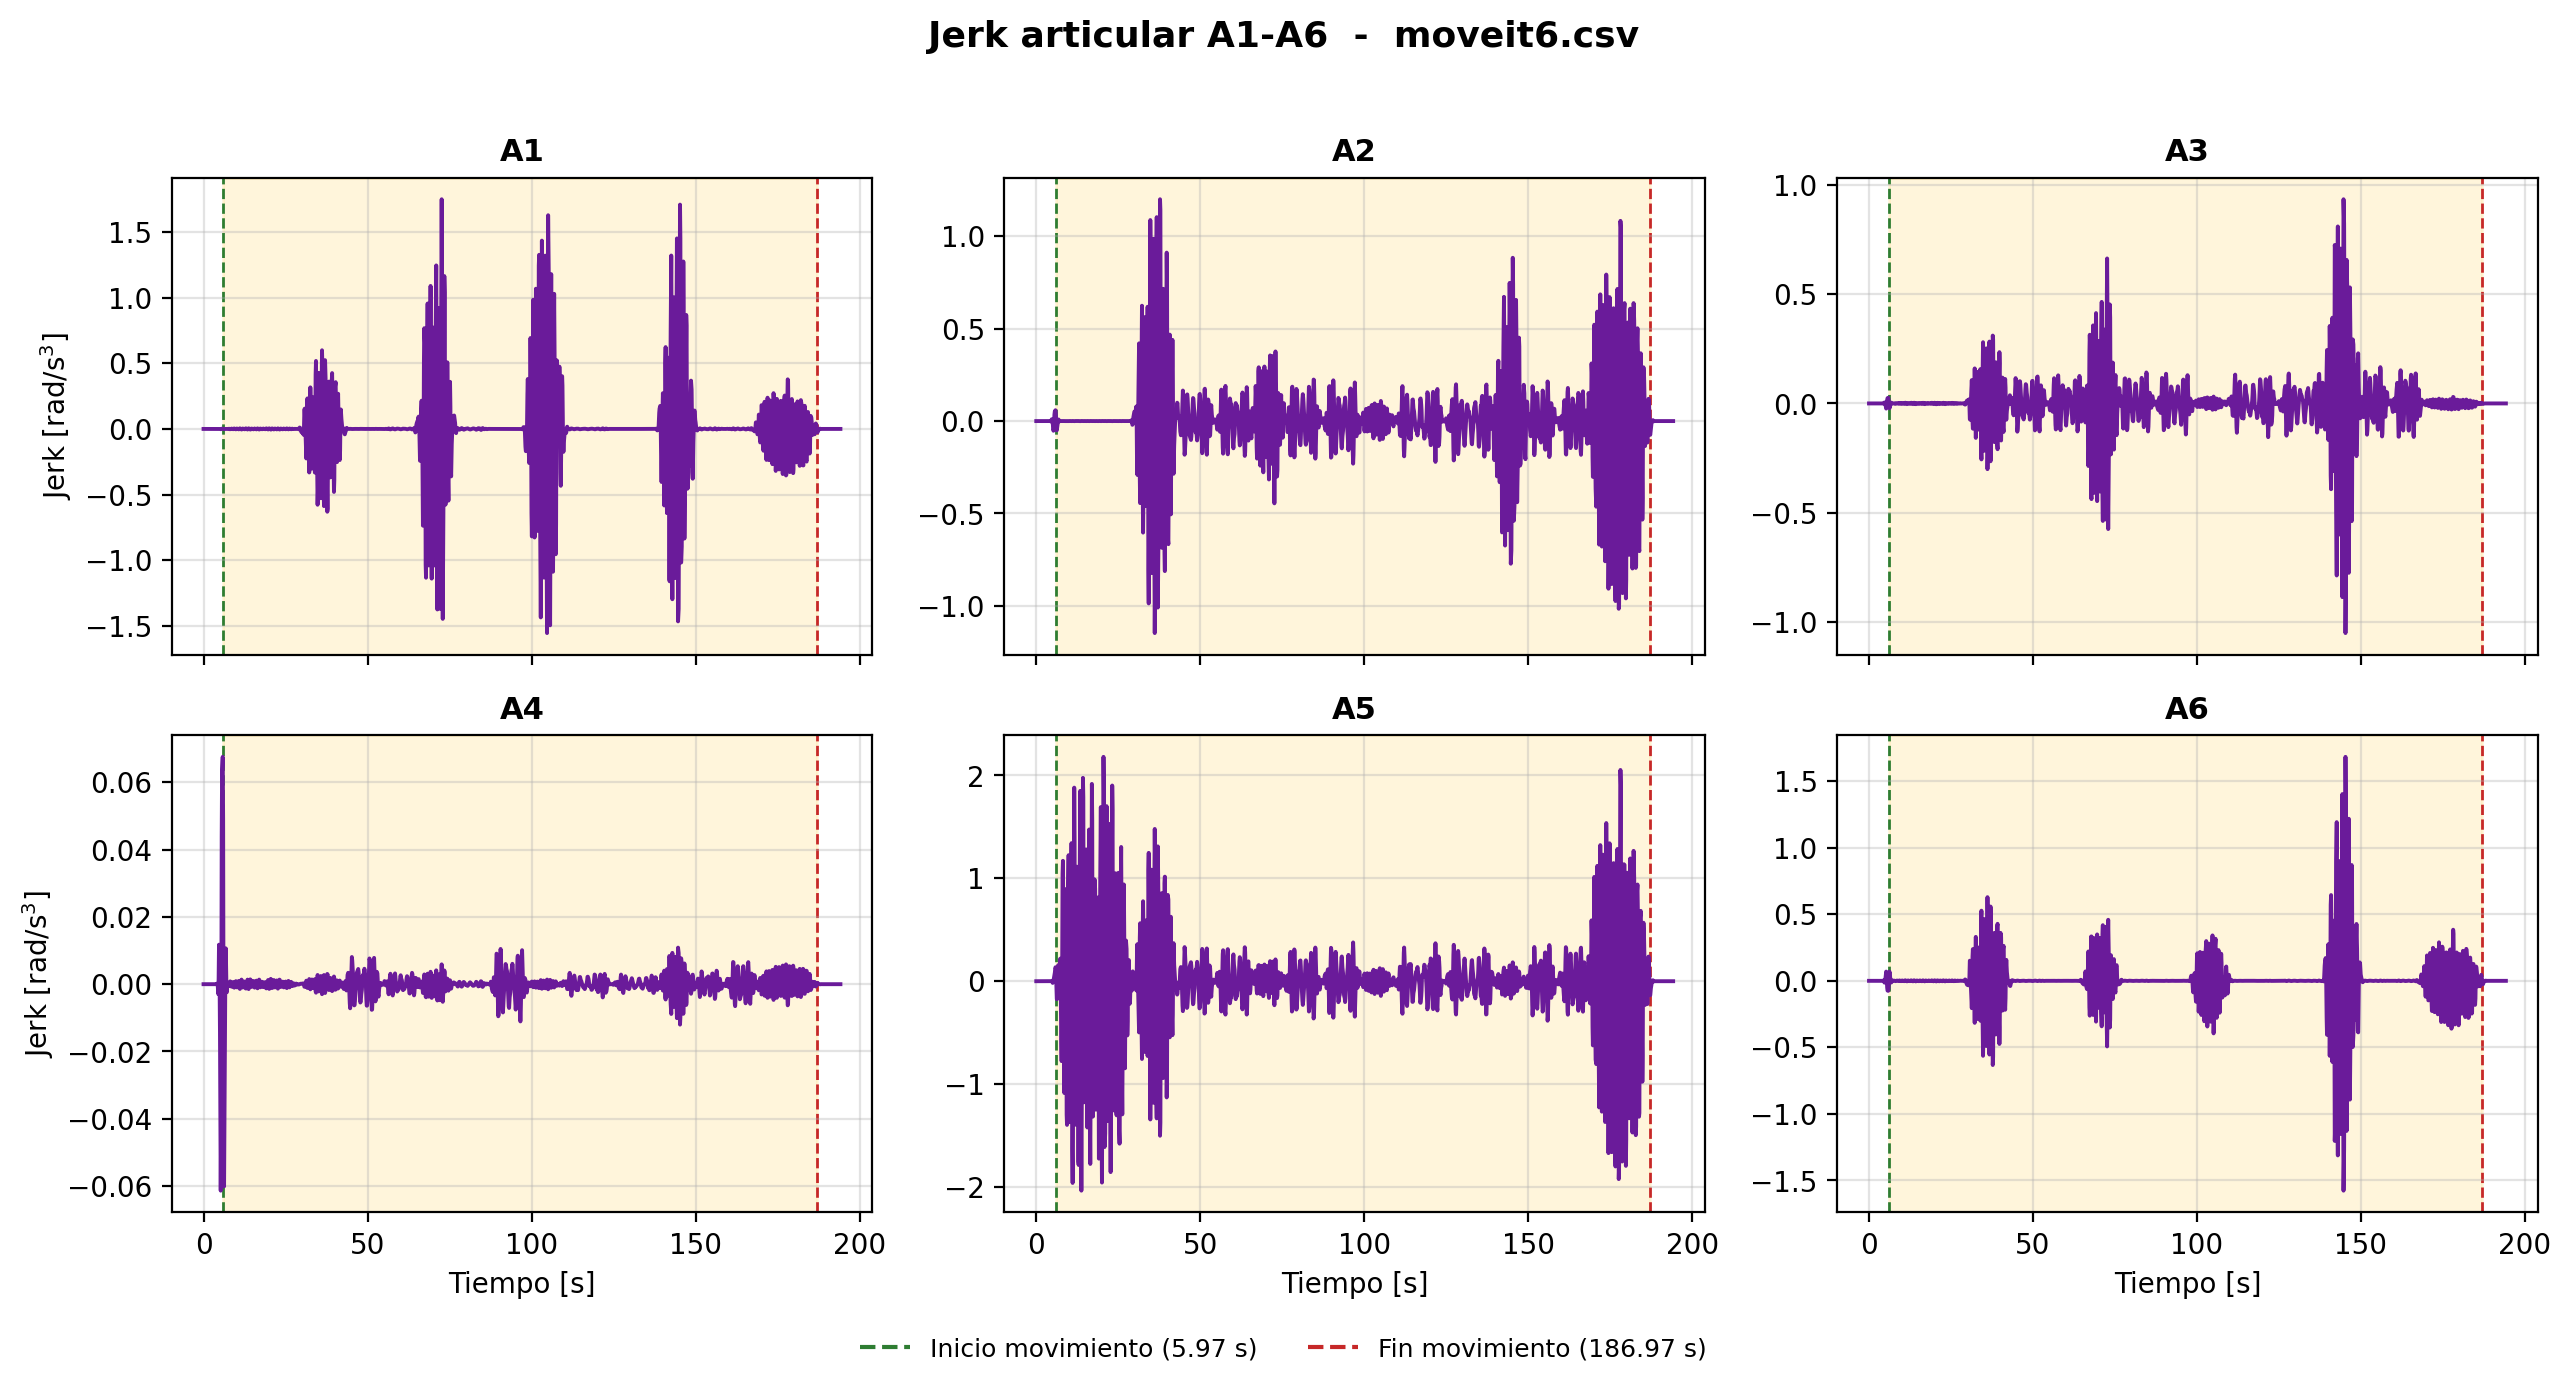 Jerk articular A1-A6  -  moveit6.csv
A1
A2
A3
Jerk [rad/s³]
1.5
1.0
0.5
0.0
−0.5
−1.0
−1.5
1.0
0.5
0.0
−0.5
−1.0
1.0
0.5
0.0
−0.5
−1.0
A4
A5
A6
Jerk [rad/s³]
0.06
0.04
0.02
0.00
−0.02
−0.04
−0.06
2
1
0
−1
−2
1.5
1.0
0.5
0.0
−0.5
−1.0
−1.5
0 50 100 150 200
0 50 100 150 200
0 50 100 150 200
Tiempo [s]
Tiempo [s]
Tiempo [s]
Inicio movimiento (5.97 s)
Fin movimiento (186.97 s)